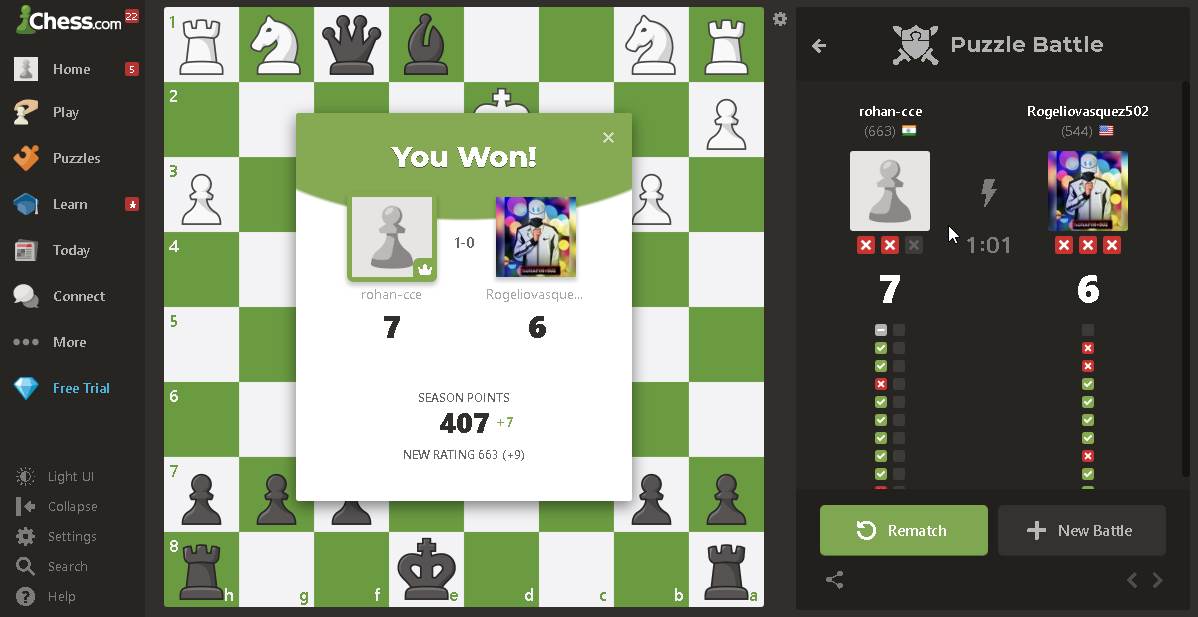 Chess.com 22
Home 5
Play
Puzzles
Learn
Today
Connect
More
Free Trial
Light UI
Collapse
Settings
Search
Help
1
2
3
4
5
6
7
8
h g f e d c b a
You Won!
1-0
rohan-cce Rogeliovasque...
7 6
SEASON POINTS
407 +7
NEW RATING 663 (+9)
Puzzle Battle
rohan-cce Rogeliovasquez502
(663) (544)
1:01
7 6
Rematch New Battle